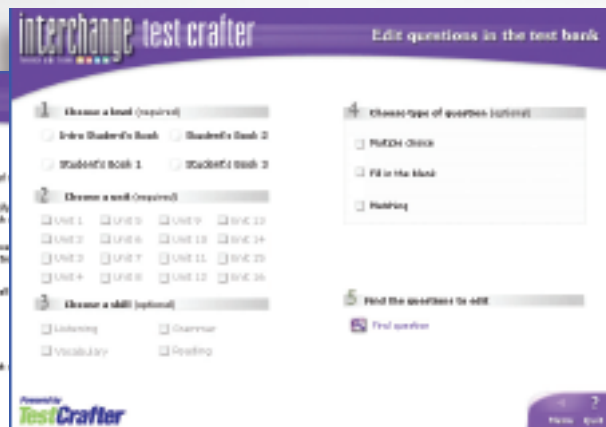 interchange test crafter
Edit questions in the test bank
1 Choose a level (required)
Intro Student's Book Student's Book 2
Student's Book 1 Student's Book 3
2 Choose a unit (required)
Unit 1 Unit 5 Unit 9 Unit 13
Unit 2 Unit 6 Unit 10 Unit 14
Unit 3 Unit 7 Unit 11 Unit 15
Unit 4 Unit 8 Unit 12 Unit 16
3 Choose a skill (optional)
Listening Grammar
Vocabulary Reading
4 Choose type of question (optional)
Multiple choice
Fill in the blank
Matching
5 Find the questions to edit
Find question
Powered by
TestCrafter
?
Menu Quit